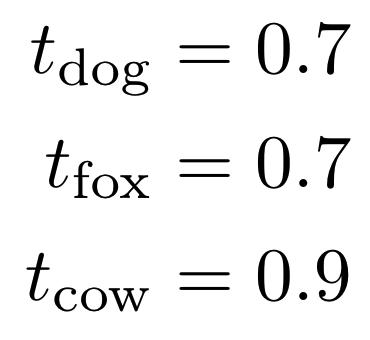 t_dog = 0.7
t_fox = 0.7
t_cow = 0.9